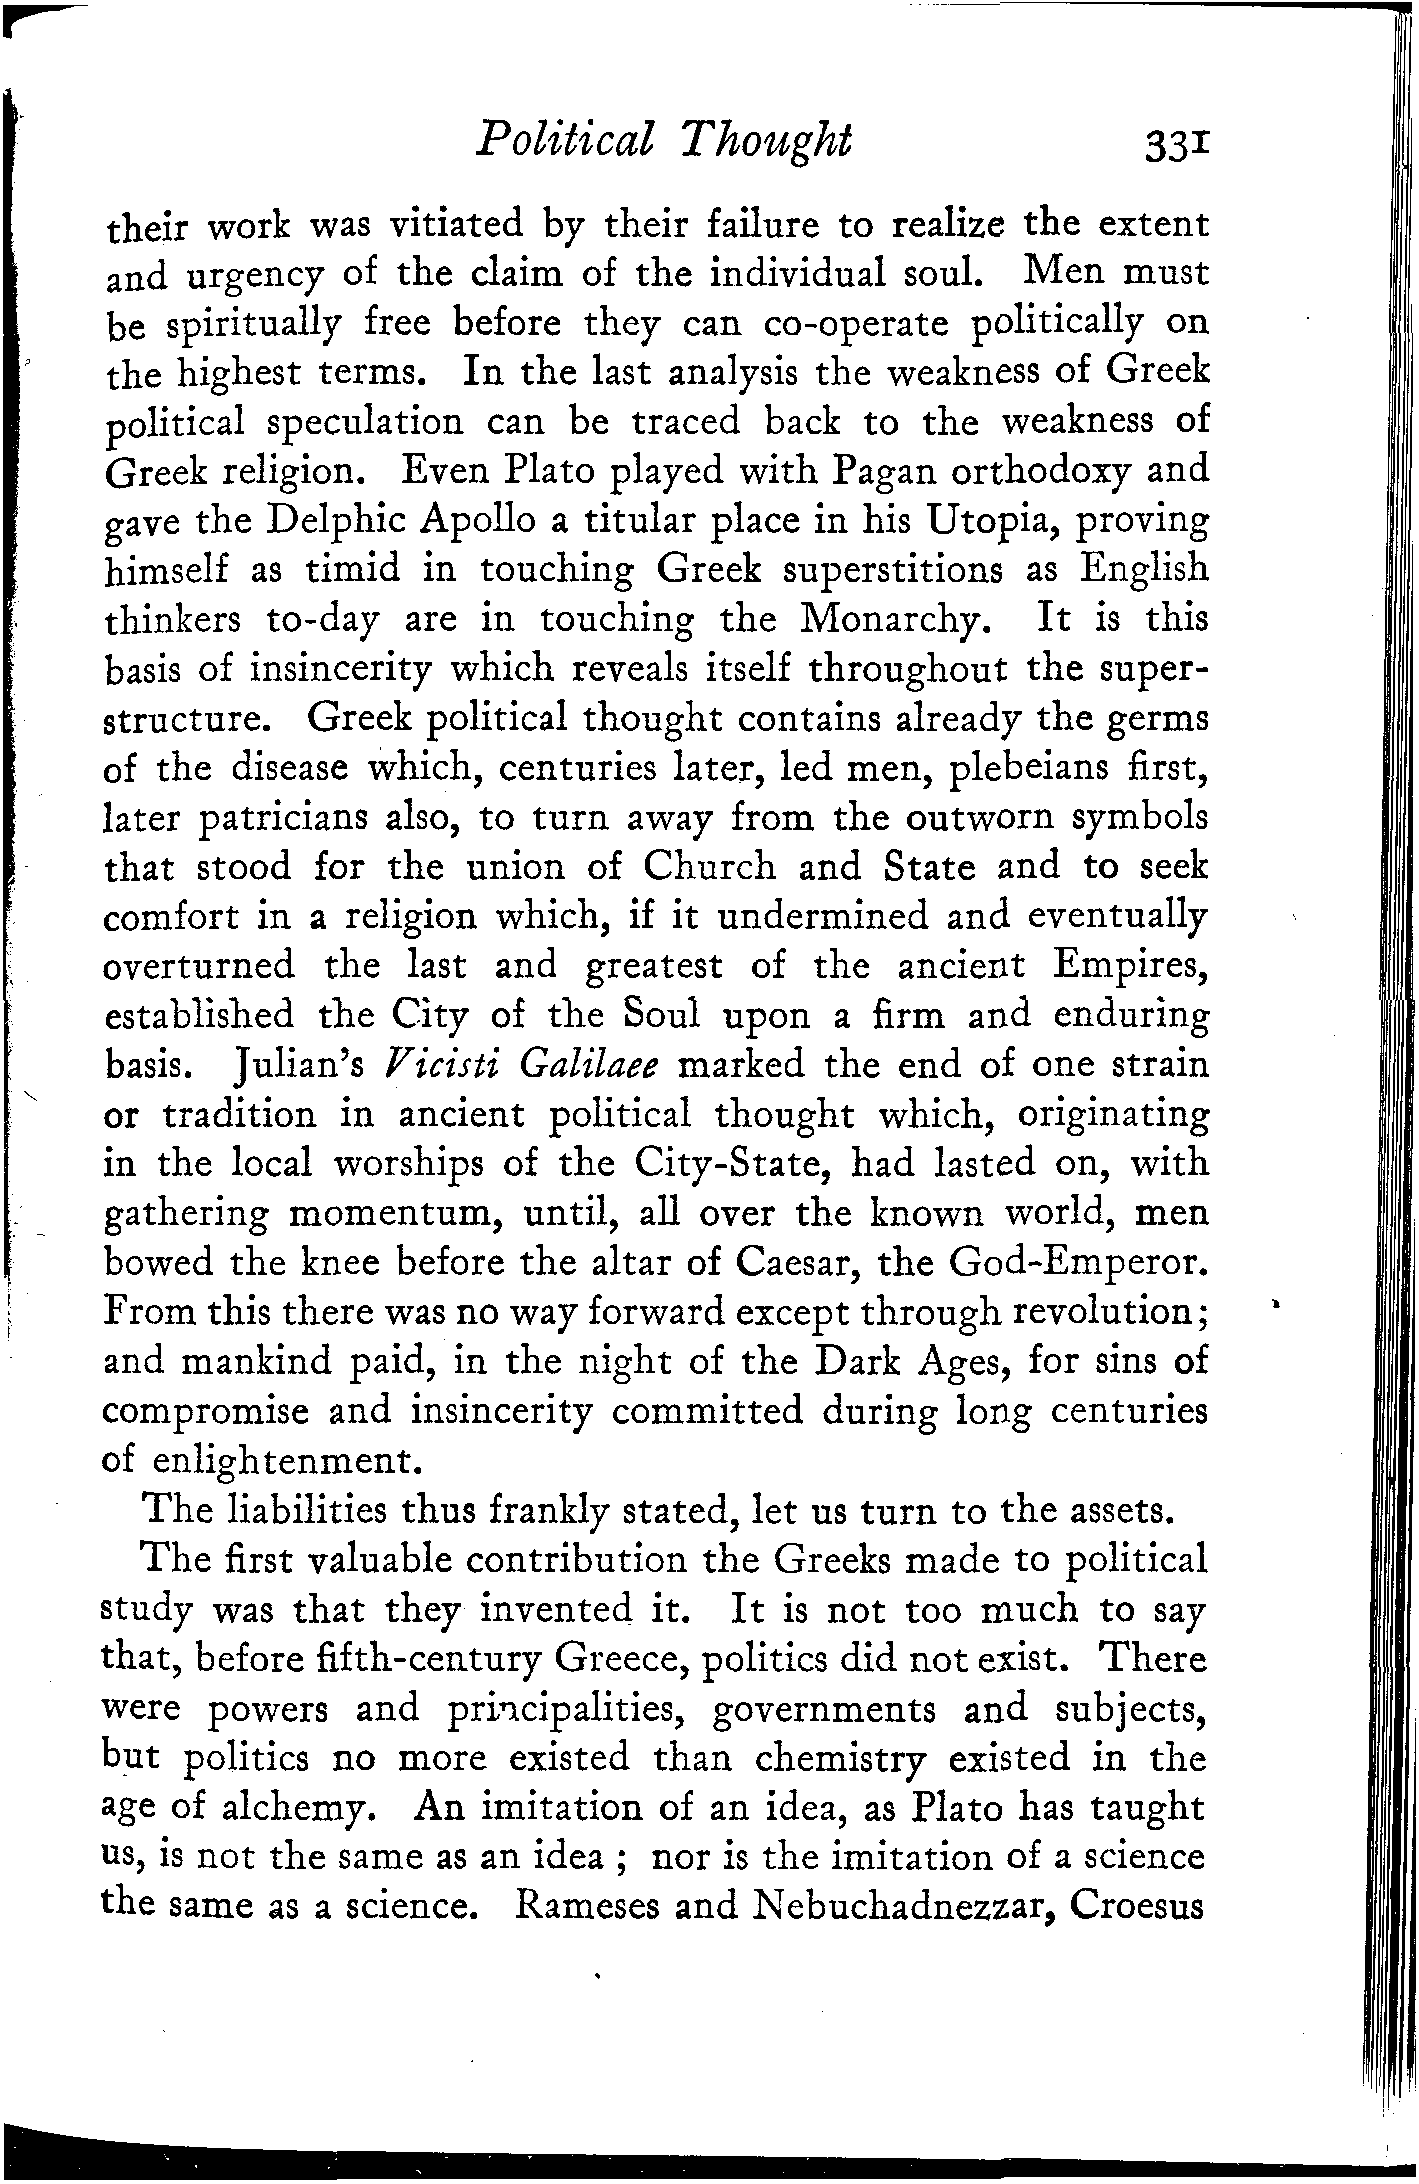 Political Thought 331
their work was vitiated by their failure to realize the extent
and urgency of the claim of the individual soul. Men must
be spiritually free before they can co-operate politically on
the highest terms. In the last analysis the weakness of Greek
political speculation can be traced back to the weakness of
Greek religion. Even Plato played with Pagan orthodoxy and
gave the Delphic Apollo a titular place in his Utopia, proving
himself as timid in touching Greek superstitions as English
thinkers to-day are in touching the Monarchy. It is this
basis of insincerity which reveals itself throughout the super-
structure. Greek political thought contains already the germs
of the disease which, centuries later, led men, plebeians first,
later patricians also, to turn away from the outworn symbols
that stood for the union of Church and State and to seek
comfort in a religion which, if it undermined and eventually
overturned the last and greatest of the ancient Empires,
established the City of the Soul upon a firm and enduring
basis. Julian's Vicisti Galilaee marked the end of one strain
or tradition in ancient political thought which, originating
in the local worships of the City-State, had lasted on, with
gathering momentum, until, all over the known world, men
bowed the knee before the altar of Caesar, the God-Emperor.
From this there was no way forward except through revolution;
and mankind paid, in the night of the Dark Ages, for sins of
compromise and insincerity committed during long centuries
of enlightenment.
The liabilities thus frankly stated, let us turn to the assets.
The first valuable contribution the Greeks made to political
study was that they invented it. It is not too much to say
that, before fifth-century Greece, politics did not exist. There
were powers and principalities, governments and subjects,
but politics no more existed than chemistry existed in the
age of alchemy. An imitation of an idea, as Plato has taught
us, is not the same as an idea ; nor is the imitation of a science
the same as a science. Rameses and Nebuchadnezzar, Croesus